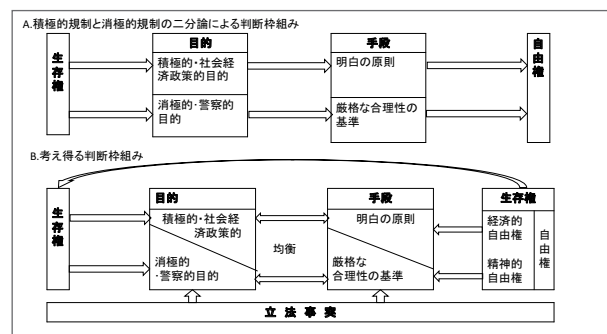 A.積極的規制と消極的規制の二分論による判断枠組み
生存権
目的
積極的・社会経
済政策的目的
消極的・警察的
目的
手段
明白の原則
厳格な合理性の
基準
自由権
B.考え得る判断枠組み
生存権
目的
積極的・社会経
済政策的
消極的
・警察的目的
均衡
手段
明白の原則
厳格な
合理性の基準
生存権
経済的
自由権
精神的
自由権
自由権
立 法 事 実